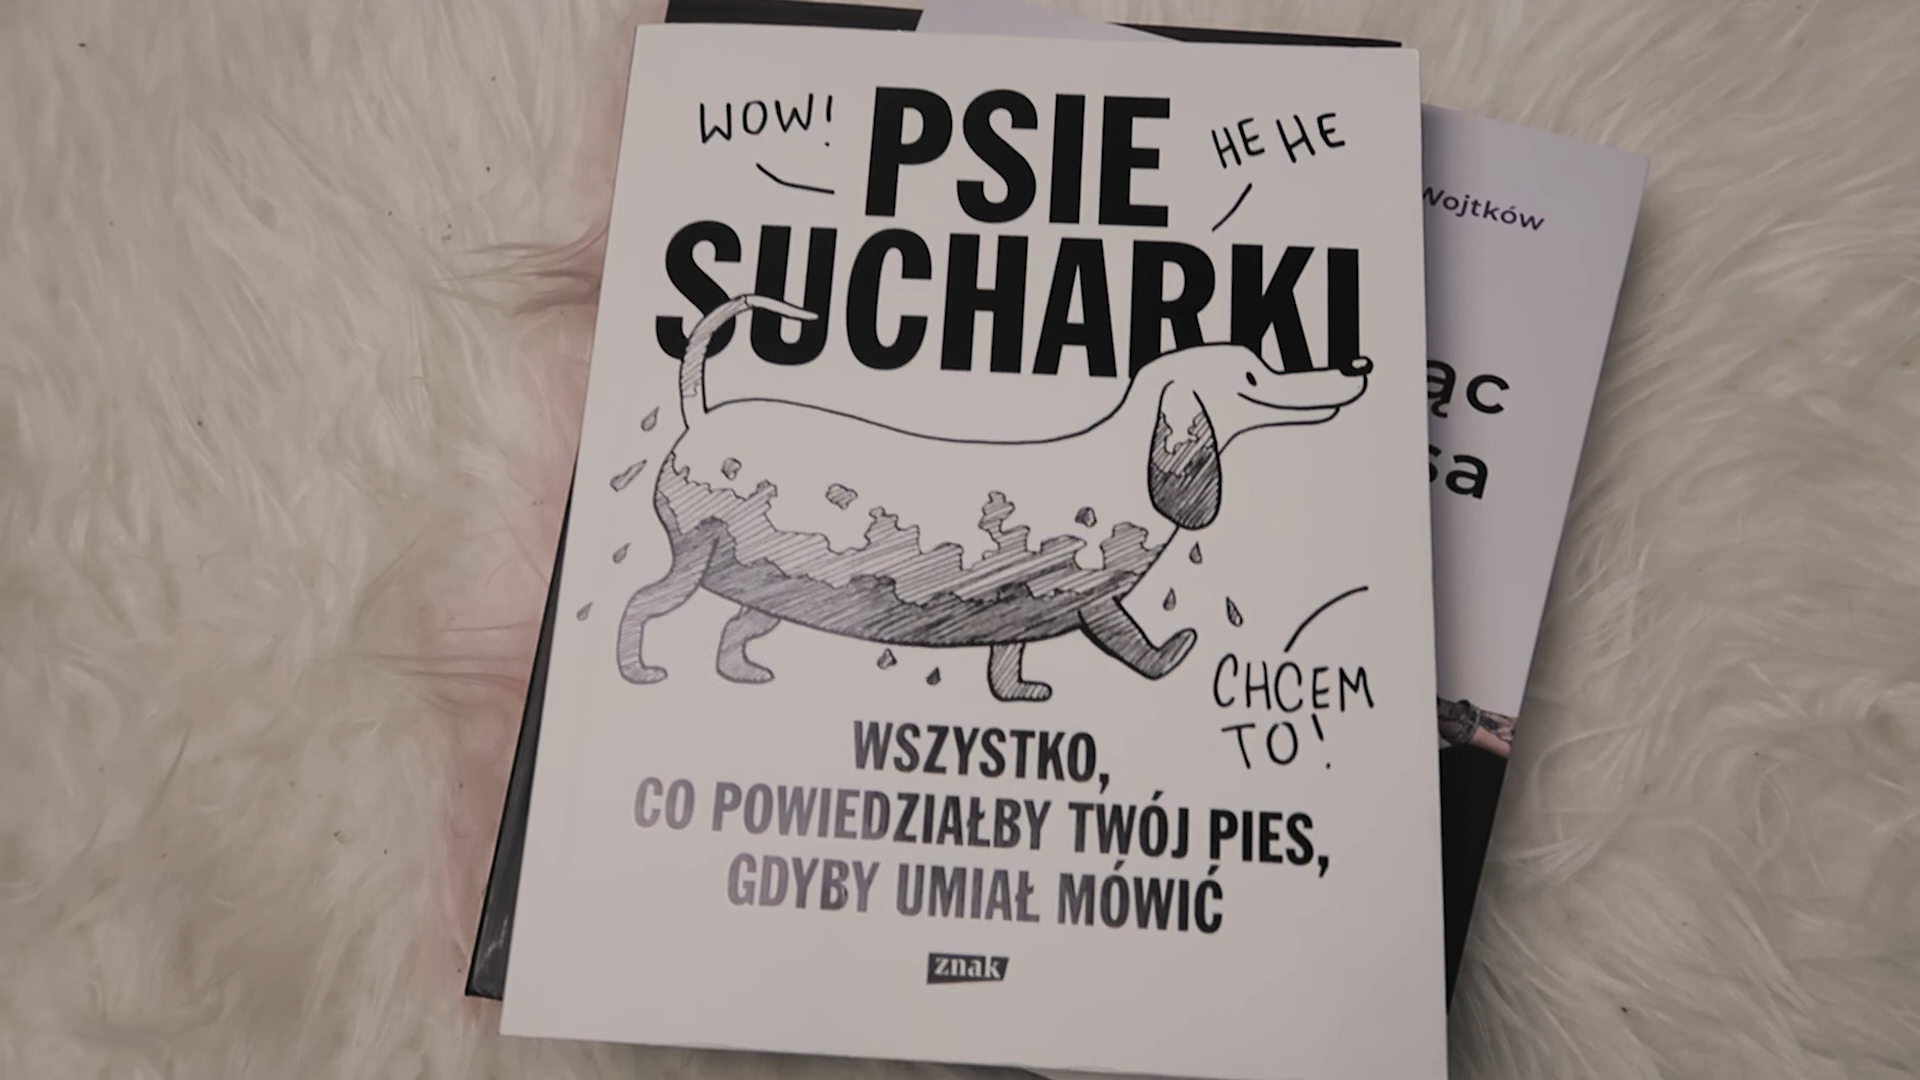 WOW!
PSIE
HE HE
SUCHARKI
CHCEM
TO!
WSZYSTKO,
CO POWIEDZIAŁBY TWÓJ PIES,
GDYBY UMIAŁ MÓWIĆ
znak
Wojtków